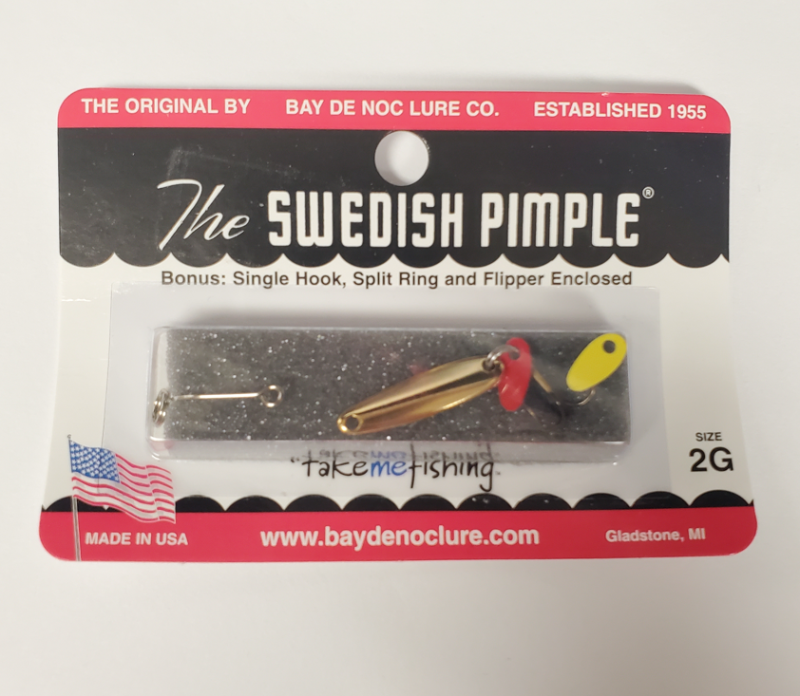 THE ORIGINAL BY BAY DE NOC LURE CO. ESTABLISHED 1955
The SWEDISH PIMPLE®
Bonus: Single Hook, Split Ring and Flipper Enclosed
SIZE
2G
"takemefishing
MADE IN USA www.baydenoclure.com Gladstone, MI